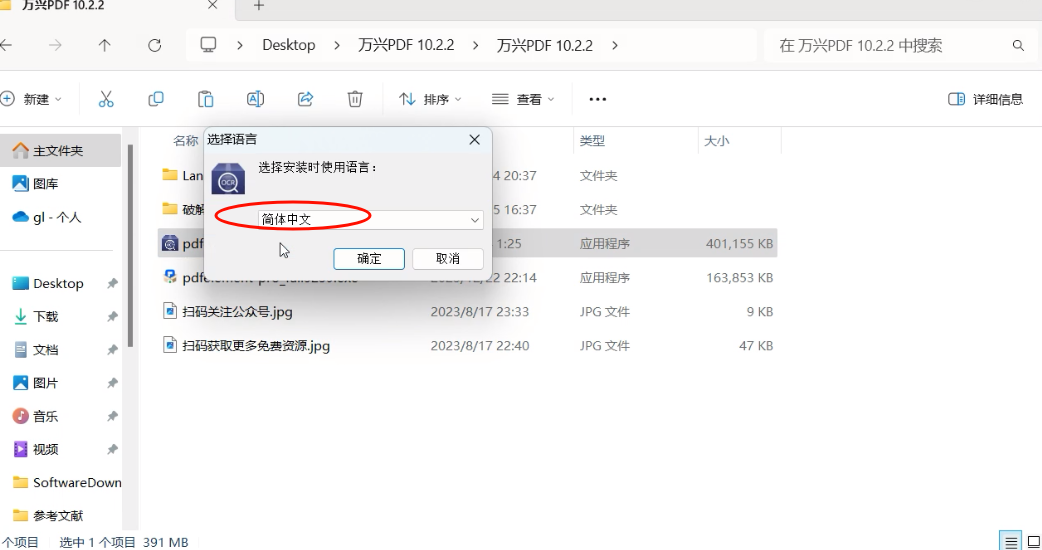 万兴PDF 10.2.2
Desktop > 万兴PDF 10.2.2 > 万兴PDF 10.2.2 >
在 万兴PDF 10.2.2 中搜索
新建
排序
查看
详细信息
主文件夹
图库
gl - 个人
Desktop
下载
文档
图片
音乐
视频
SoftwareDown
参考文献
名称
类型
大小
选择语言
选择安装时使用语言：
OCR
简体中文
确定
取消
Lan
4 20:37
文件夹
破解
5 16:37
文件夹
pdf
1:25
应用程序
401,155 KB
22:14
应用程序
163,853 KB
扫码关注公众号.jpg
2023/8/17 23:33
JPG 文件
9 KB
扫码获取更多免费资源.jpg
2023/8/17 22:40
JPG 文件
47 KB
个项目
选中 1 个项目 391 MB